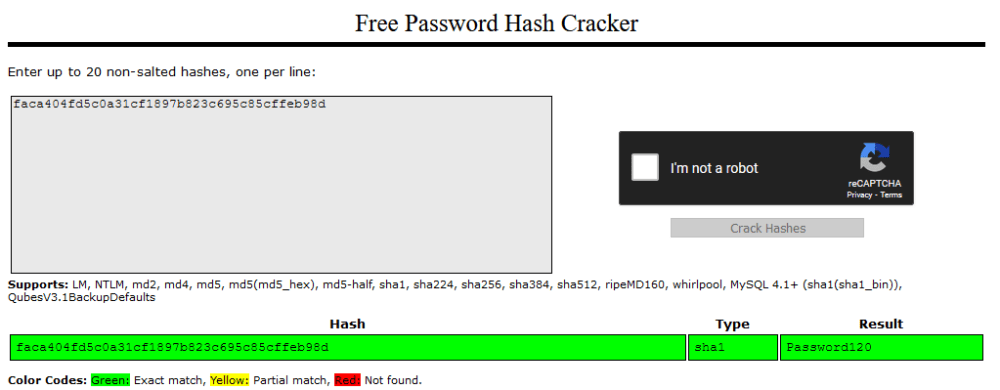 Free Password Hash Cracker
Enter up to 20 non-salted hashes, one per line:
faca404fd5c0a31cf1897b823c695c85cffeb98d
I'm not a robot
reCAPTCHA
Privacy - Terms
Crack Hashes
Supports: LM, NTLM, md2, md4, md5, md5(md5_hex), md5-half, sha1, sha224, sha256, sha384, sha512, ripeMD160, whirlpool, MySQL 4.1+ (sha1(sha1_bin)),
QubesV3.1BackupDefaults
Hash Type Result
faca404fd5c0a31cf1897b823c695c85cffeb98d sha1 Password120
Color Codes: Green: Exact match, Yellow: Partial match, Red: Not found.